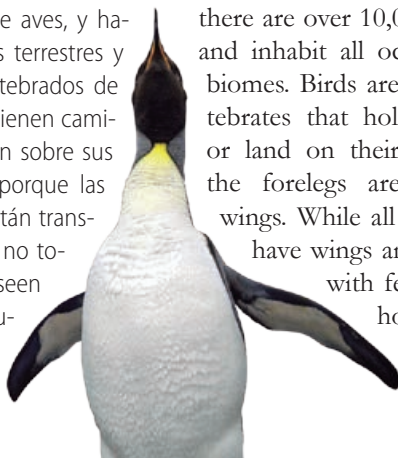 e aves, y ha-
s terrestres y
tebrados de
ienen cami-
n sobre sus
porque las
tán trans-
no to-
seen
u-
there are over 10,0
and inhabit all oc
biomes. Birds are
tebrates that hol
or land on their
the forelegs are
wings. While all
have wings ar
with fe
ho